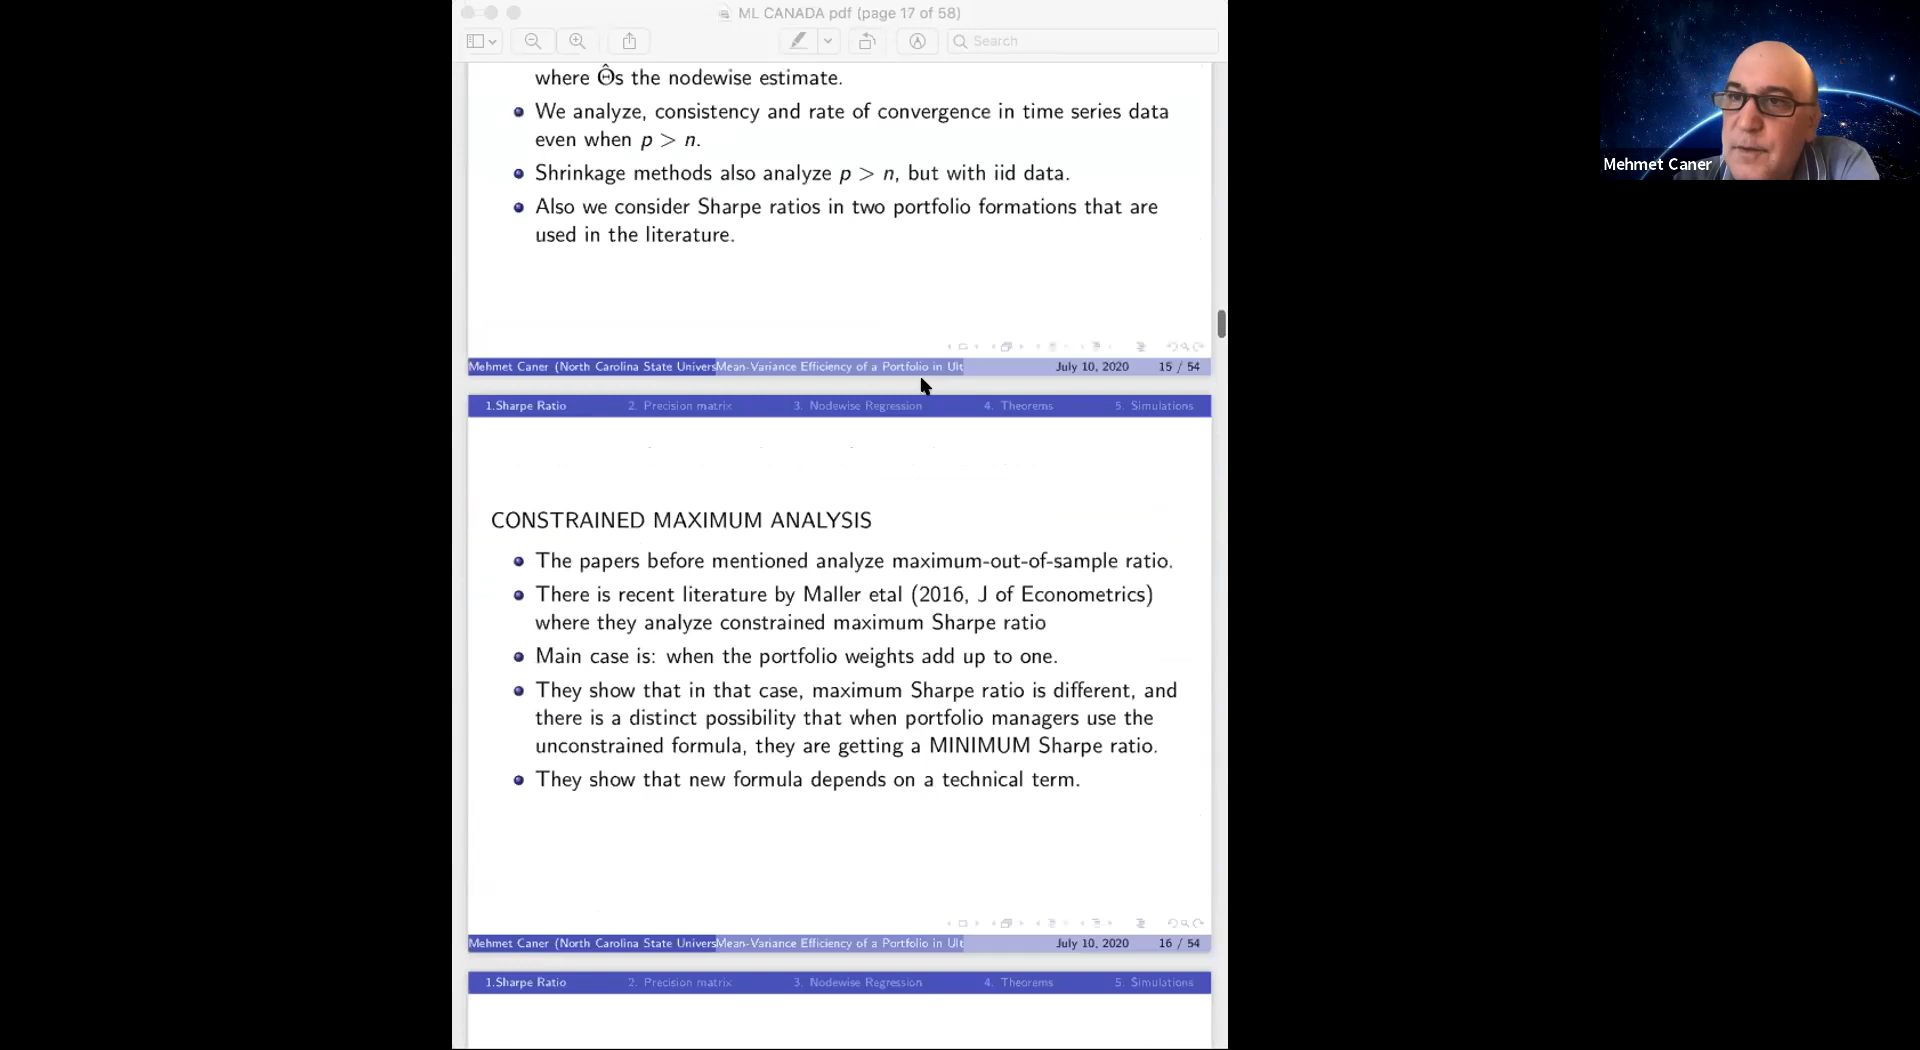 ML CANADA pdf (page 17 of 58)
Search
where Θ̂s the nodewise estimate.
We analyze, consistency and rate of convergence in time series data
even when p > n.
Shrinkage methods also analyze p > n, but with iid data.
Also we consider Sharpe ratios in two portfolio formations that are
used in the literature.
Mehmet Caner (North Carolina State Univers Mean-Variance Efficiency of a Portfolio in Ult July 10, 2020 15 / 54
1.Sharpe Ratio 2. Precision matrix 3. Nodewise Regression 4. Theorems 5. Simulations
CONSTRAINED MAXIMUM ANALYSIS
The papers before mentioned analyze maximum-out-of-sample ratio.
There is recent literature by Maller etal (2016, J of Econometrics)
where they analyze constrained maximum Sharpe ratio
Main case is: when the portfolio weights add up to one.
They show that in that case, maximum Sharpe ratio is different, and
there is a distinct possibility that when portfolio managers use the
unconstrained formula, they are getting a MINIMUM Sharpe ratio.
They show that new formula depends on a technical term.
Mehmet Caner (North Carolina State Univers Mean-Variance Efficiency of a Portfolio in Ult July 10, 2020 16 / 54
1.Sharpe Ratio 2. Precision matrix 3. Nodewise Regression 4. Theorems 5. Simulations
Mehmet Caner